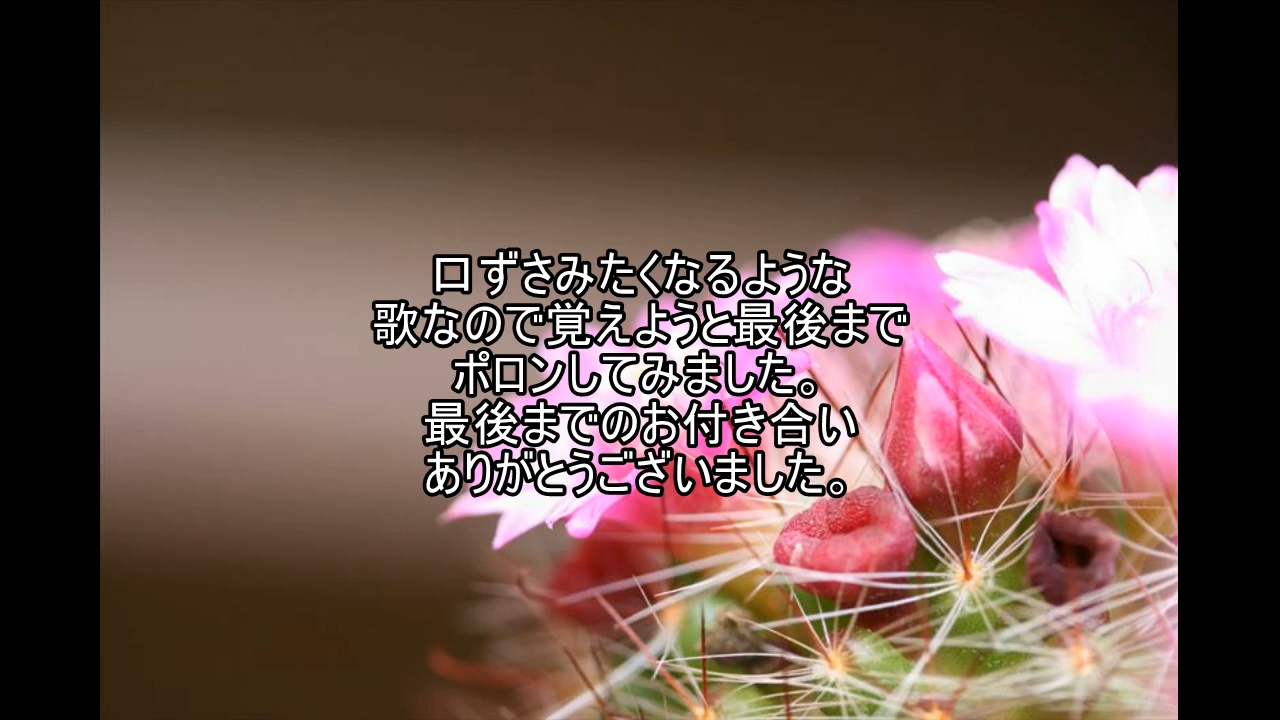 口ずさみたくなるような
歌なので覚えようと最後まで
ポロンしてみました。
最後までのお付き合い
ありがとうございました。